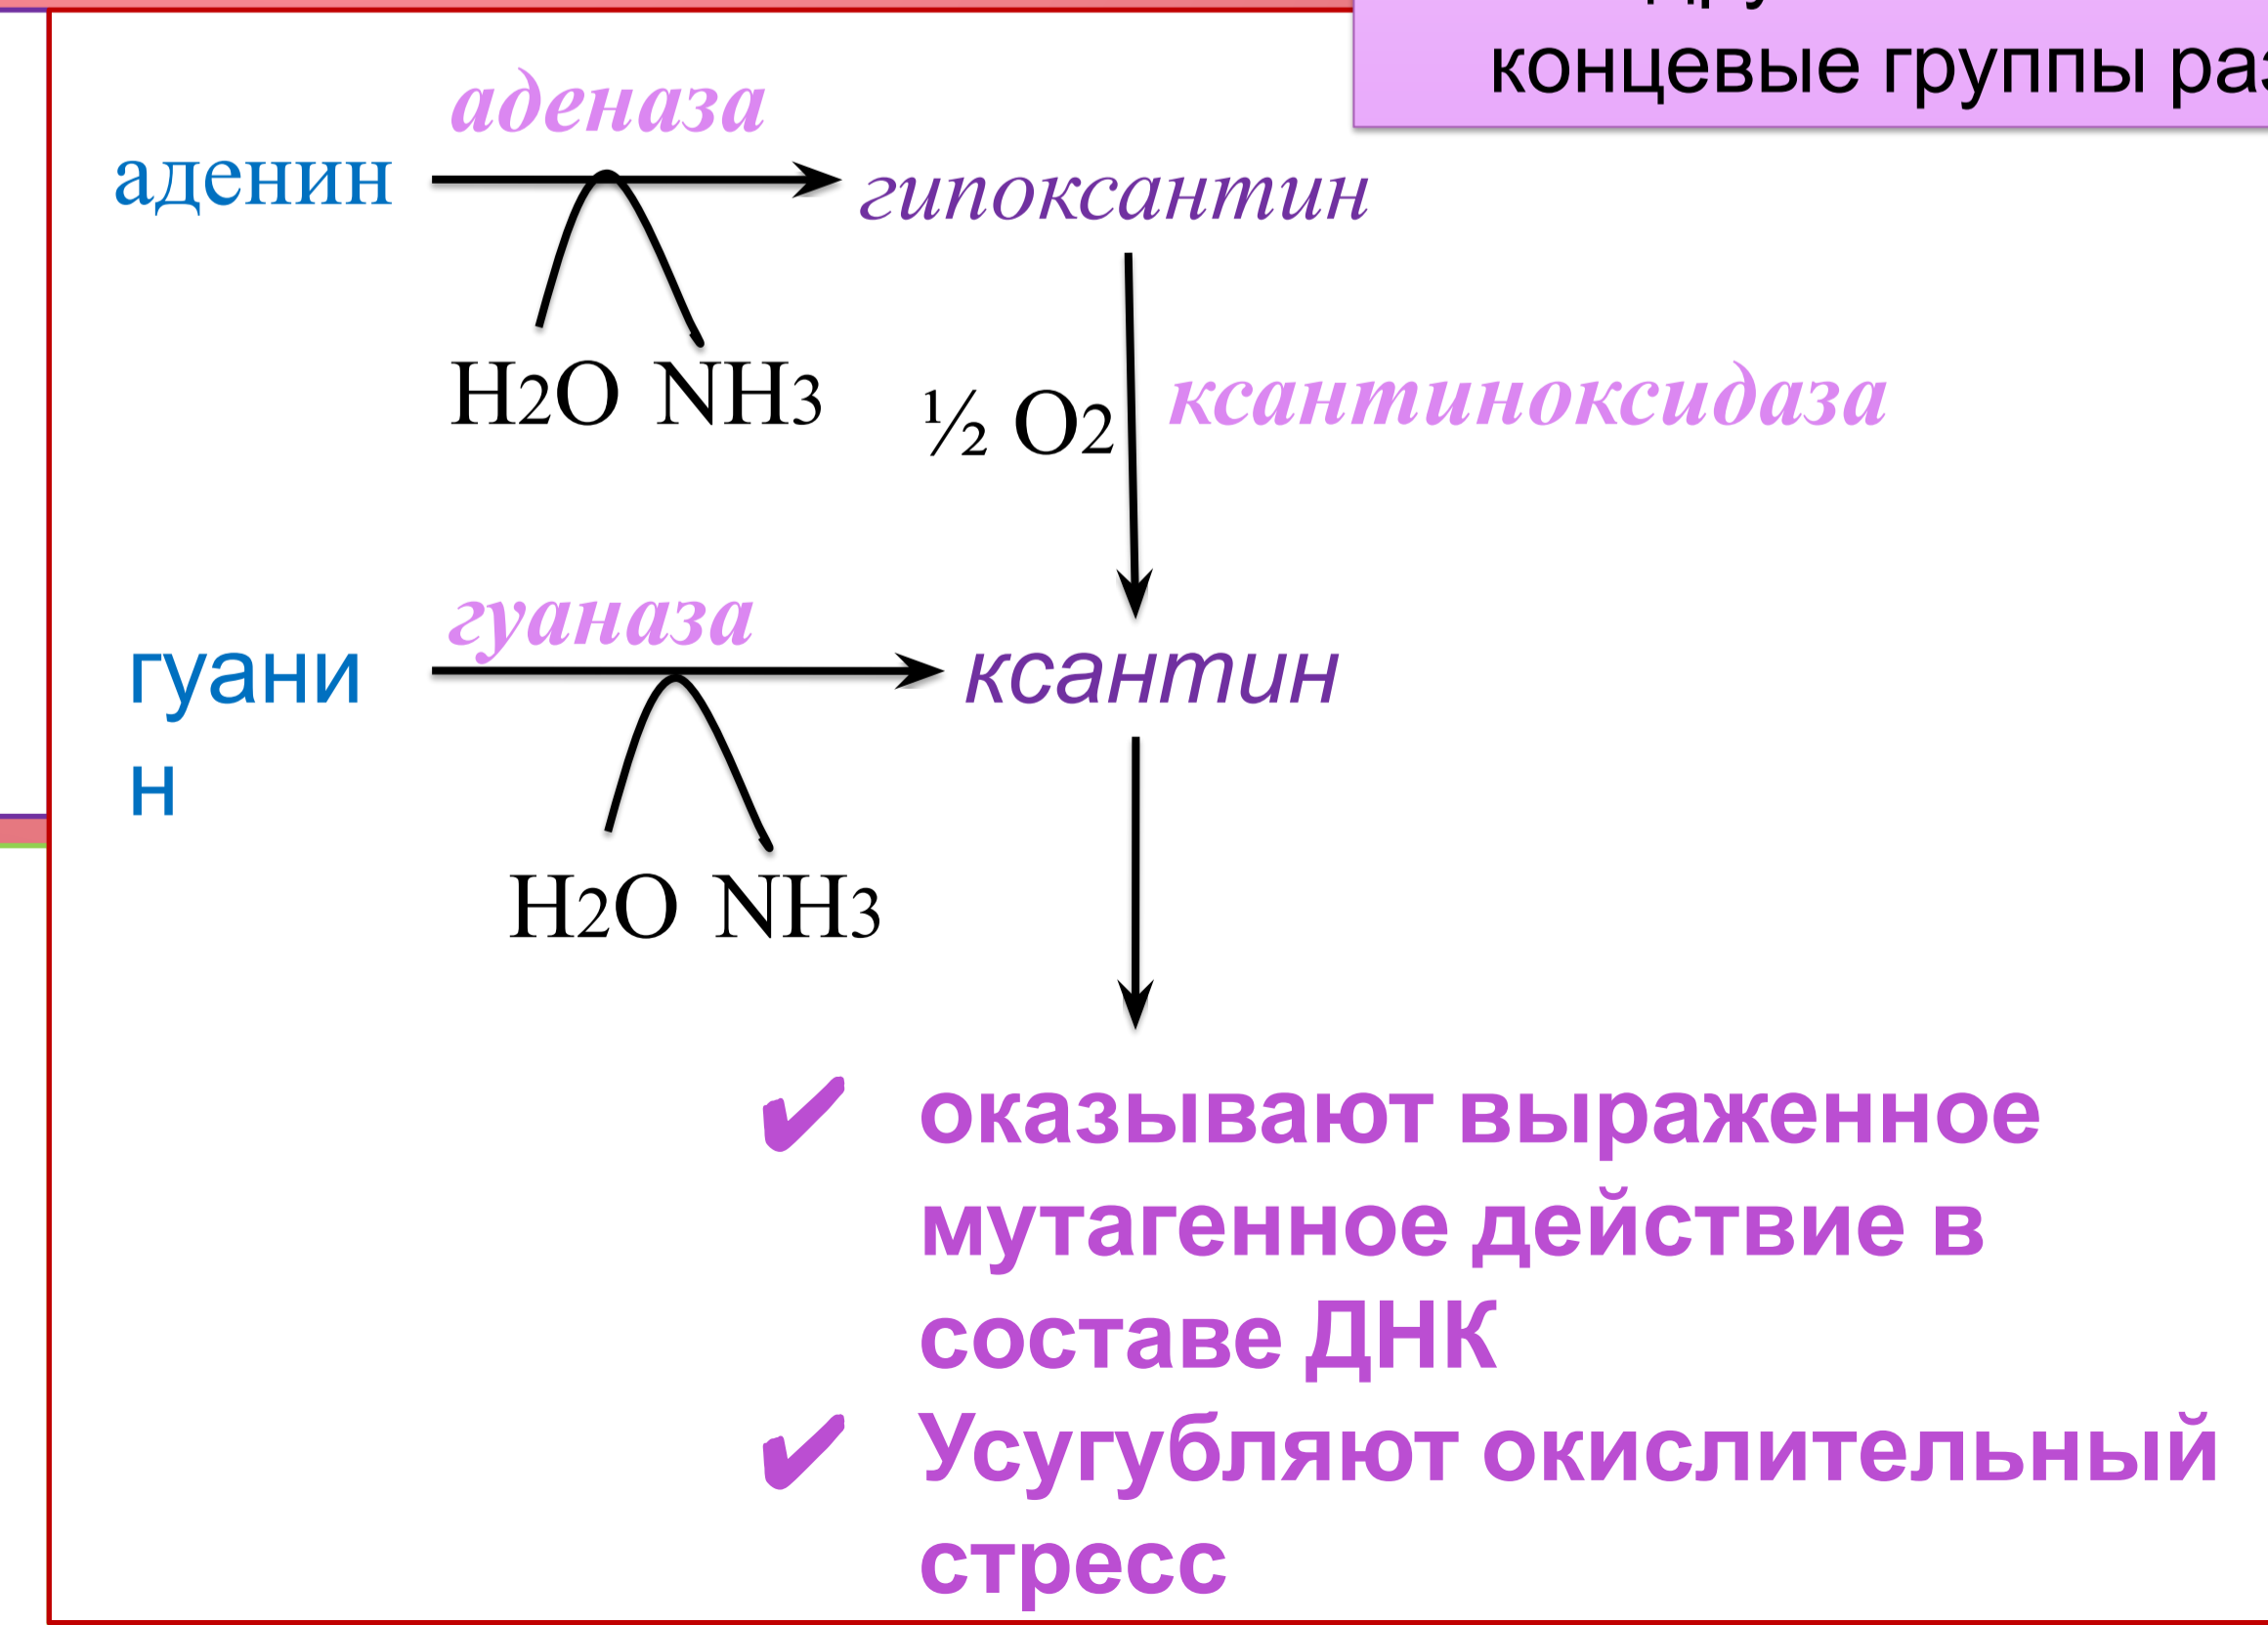 концевые группы
аденаза
аденин
гипоксантин
H2O NH3
½ O2
ксантиноксидаза
гуаназа
гуани
н
ксантин
H2O NH3
✔ оказывают выраженное
мутагенное действие в
составе ДНК
✔ Усугубляют окислительный
стресс